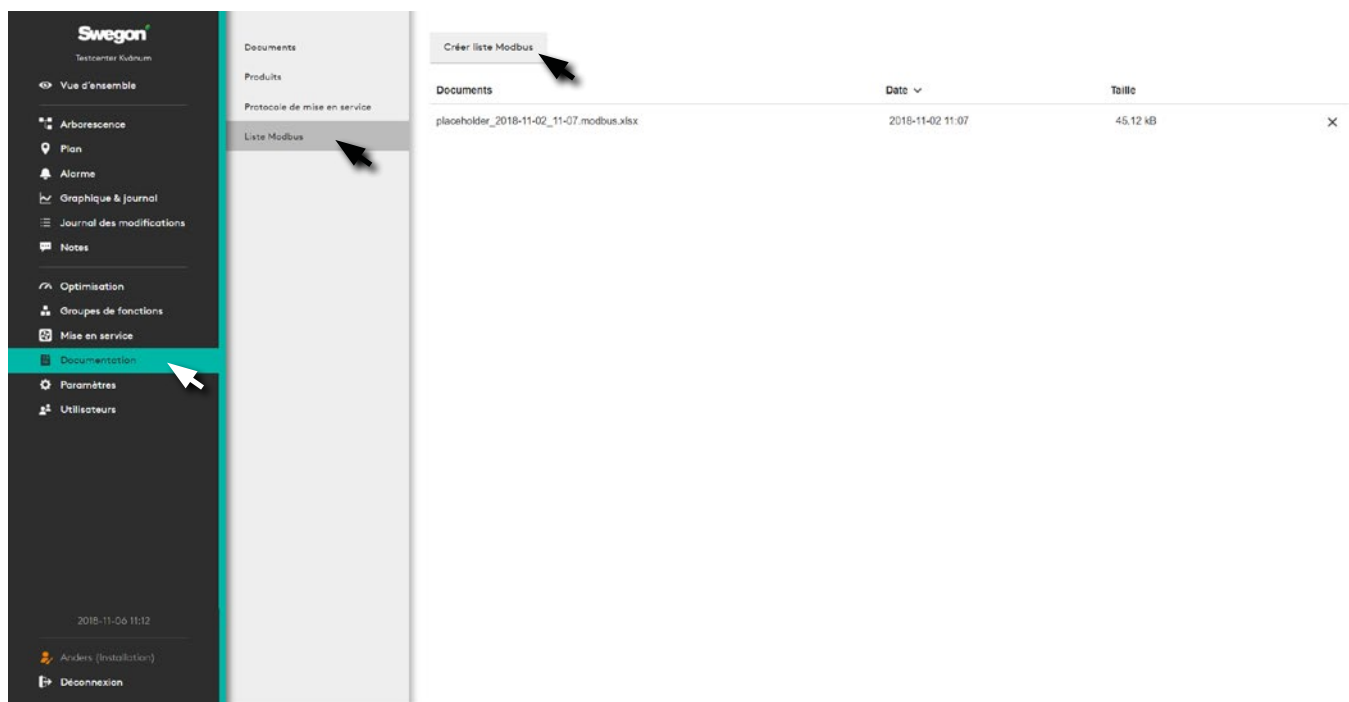 Swegon
Testcenter Kvänum
Vue d'ensemble
Arborescence
Plan
Alarme
Graphique & journal
Journal des modifications
Notes
Optimisation
Groupes de fonctions
Mise en service
Documentation
Paramètres
Utilisateurs
2018-11-06 11:12
Anders (Installation)
Déconnexion
Documents
Produits
Protocole de mise en service
Liste Modbus
Créer liste Modbus
Documents Date Taille
placeholder_2018-11-02_11-07.modbus.xlsx 2018-11-02 11:07 45,12 kB